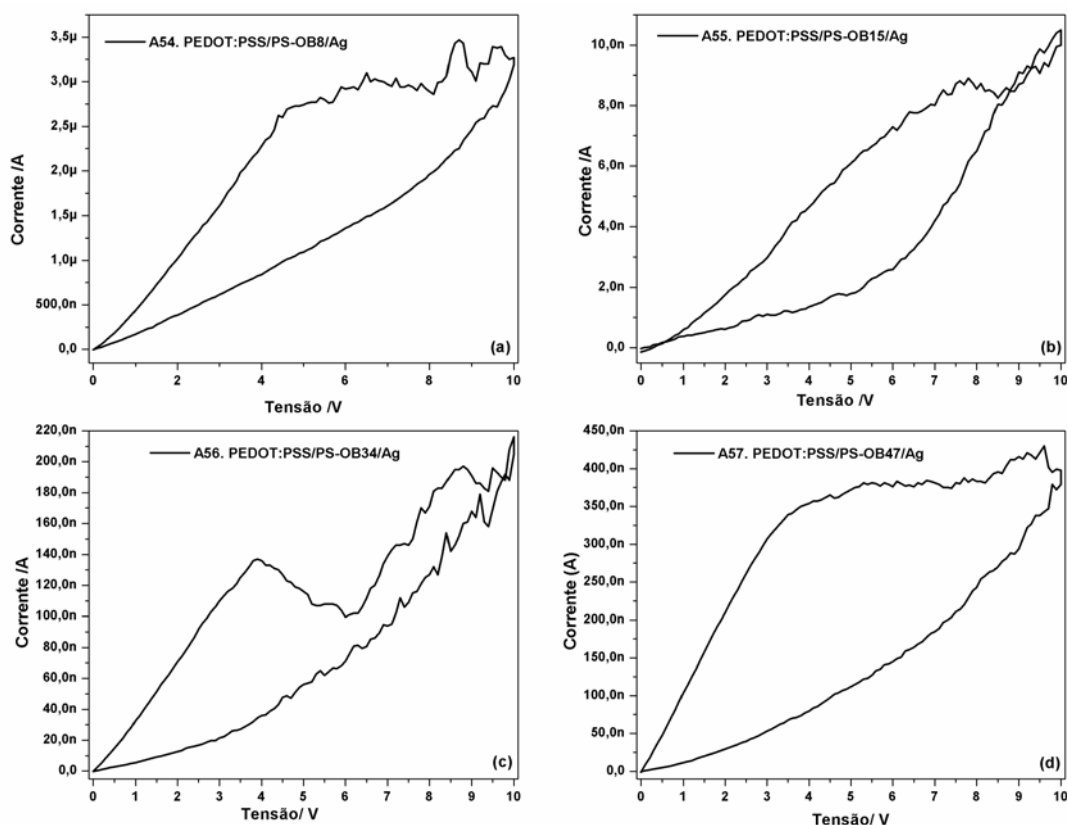 A54. PEDOT:PSS/PS-OB8/Ag
3,5µ
3,0µ
2,5µ
2,0µ
1,5µ
1,0µ
500,0n
0,0
Corrente /A
0 2 4 6 8 10
Tensão /V
(a)
A55. PEDOT:PSS/PS-OB15/Ag
10,0n
8,0n
6,0n
4,0n
2,0n
0,0
Corrente /A
0 1 2 3 4 5 6 7 8 9 10
Tensão /V
(b)
A56. PEDOT:PSS/PS-OB34/Ag
220,0n
200,0n
180,0n
160,0n
140,0n
120,0n
100,0n
80,0n
60,0n
40,0n
20,0n
0,0
Corrente /A
0 1 2 3 4 5 6 7 8 9 10
Tensão/ V
(c)
A57. PEDOT:PSS/PS-OB47/Ag
450,0n
400,0n
350,0n
300,0n
250,0n
200,0n
150,0n
100,0n
50,0n
0,0
Corrente (A)
0 1 2 3 4 5 6 7 8 9 10
Tensão /V
(d)